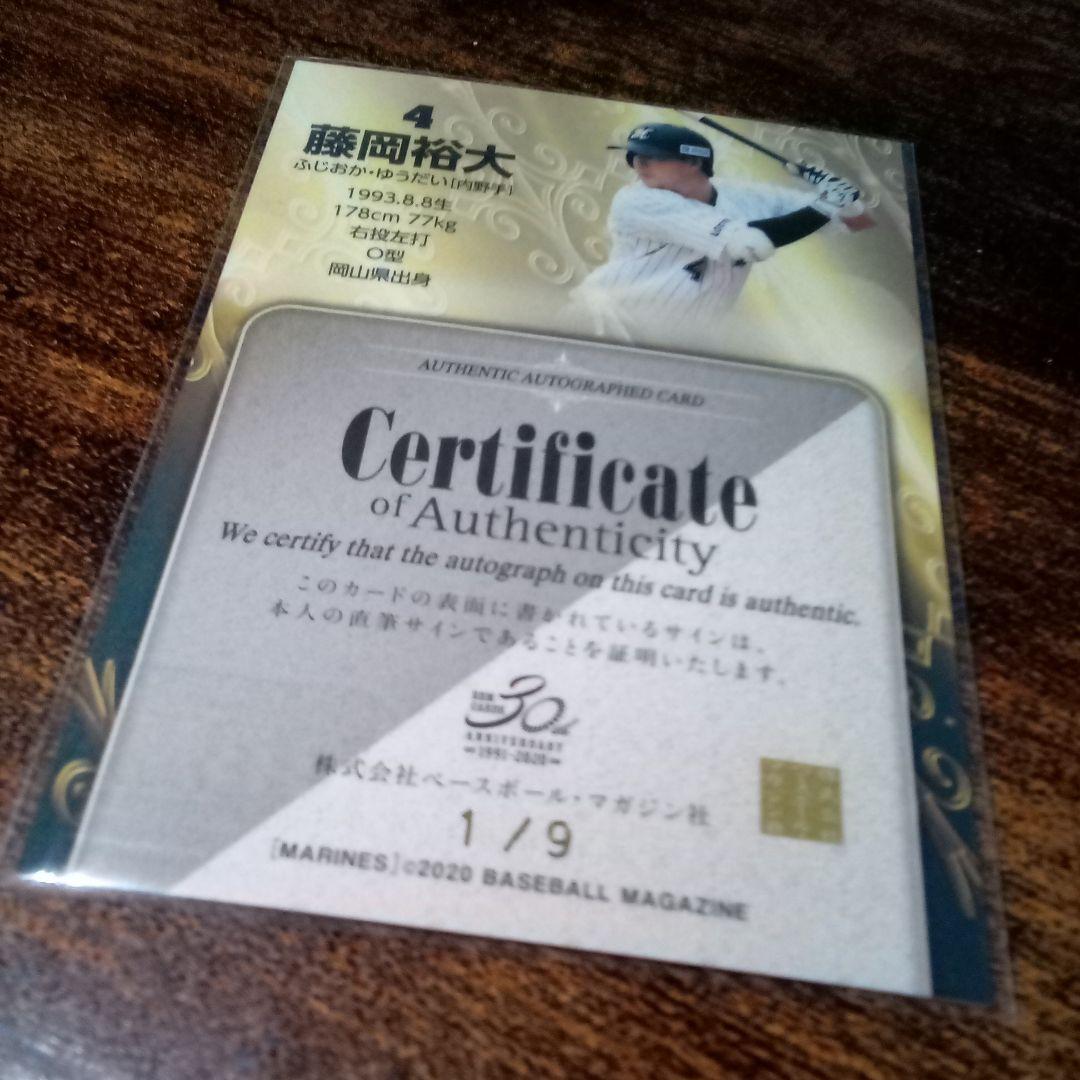 4
藤岡裕大
ふじおか・ゆうだい[内野手]
1993.8.8生
178cm 77kg
右投左打
O型
岡山県出身
AUTHENTIC AUTOGRAPHED CARD
Certificate
of Authenticity
We certify that the autograph on this card is authentic.
このカードの表面に書かれているサインは、
本人の直筆サインであることを証明いたします。
BBM CARDS 30th
ANNIVERSARY
1991-2020
株式会社ベースボール・マガジン社
1/9
[MARINES]©2020 BASEBALL MAGAZINE